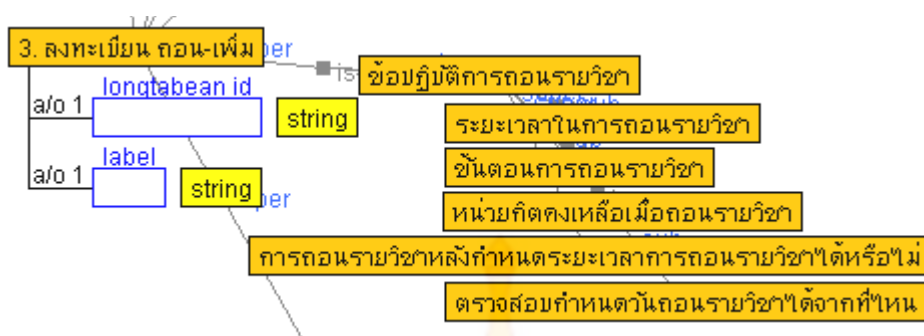 3. ลงทะเบียน ถอน-เพิ่ม
per
is
ข้อปฏิบัติการถอนรายวิชา
longtabean id
a/o 1
string
ระยะเวลาในการถอนรายวิชา
label
a/o 1
string
per
ขั้นตอนการถอนรายวิชา
หน่วยกิตคงเหลือเมื่อถอนรายวิชา
การถอนรายวิชาหลังกำหนดระยะเวลาการถอนรายวิชาได้หรือไม่
ตรวจสอบกำหนดวันถอนรายวิชาได้จากที่ไหน